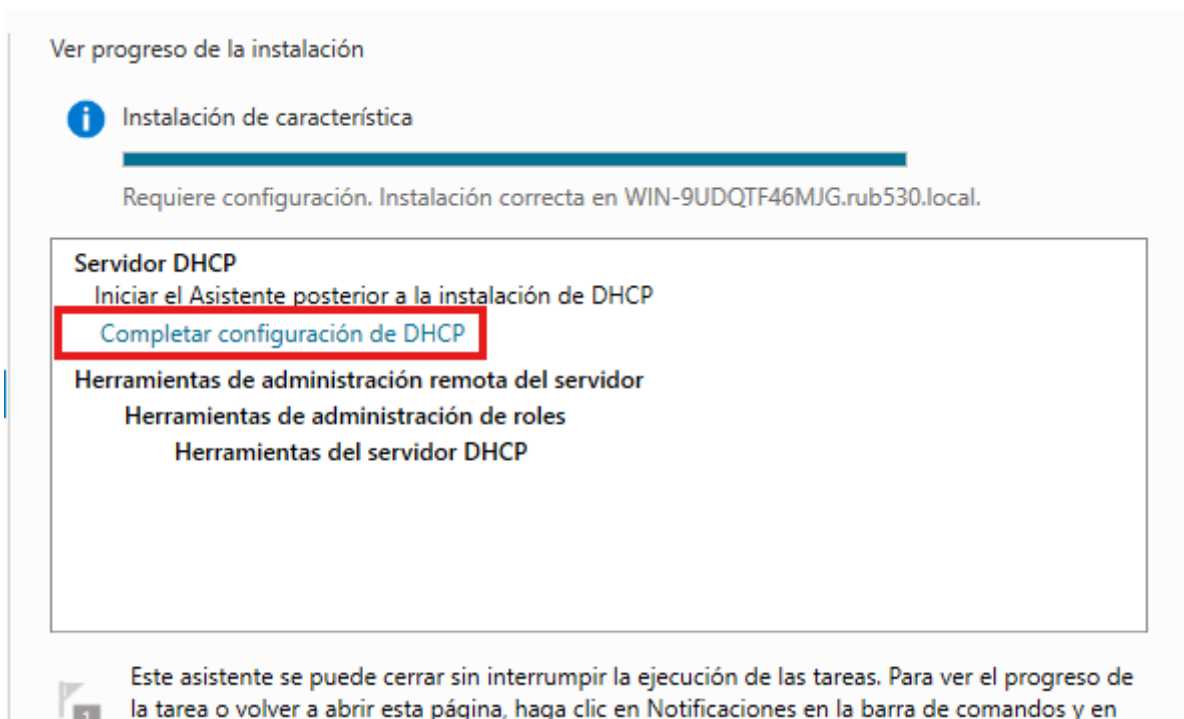 Ver progreso de la instalación
Instalación de característica
Requiere configuración. Instalación correcta en WIN-9UDQTF46MJG.rub530.local.
Servidor DHCP
Iniciar el Asistente posterior a la instalación de DHCP
Completar configuración de DHCP
Herramientas de administración remota del servidor
Herramientas de administración de roles
Herramientas del servidor DHCP
Este asistente se puede cerrar sin interrumpir la ejecución de las tareas. Para ver el progreso de
1 la tarea o volver a abrir esta página, haga clic en Notificaciones en la barra de comandos y en